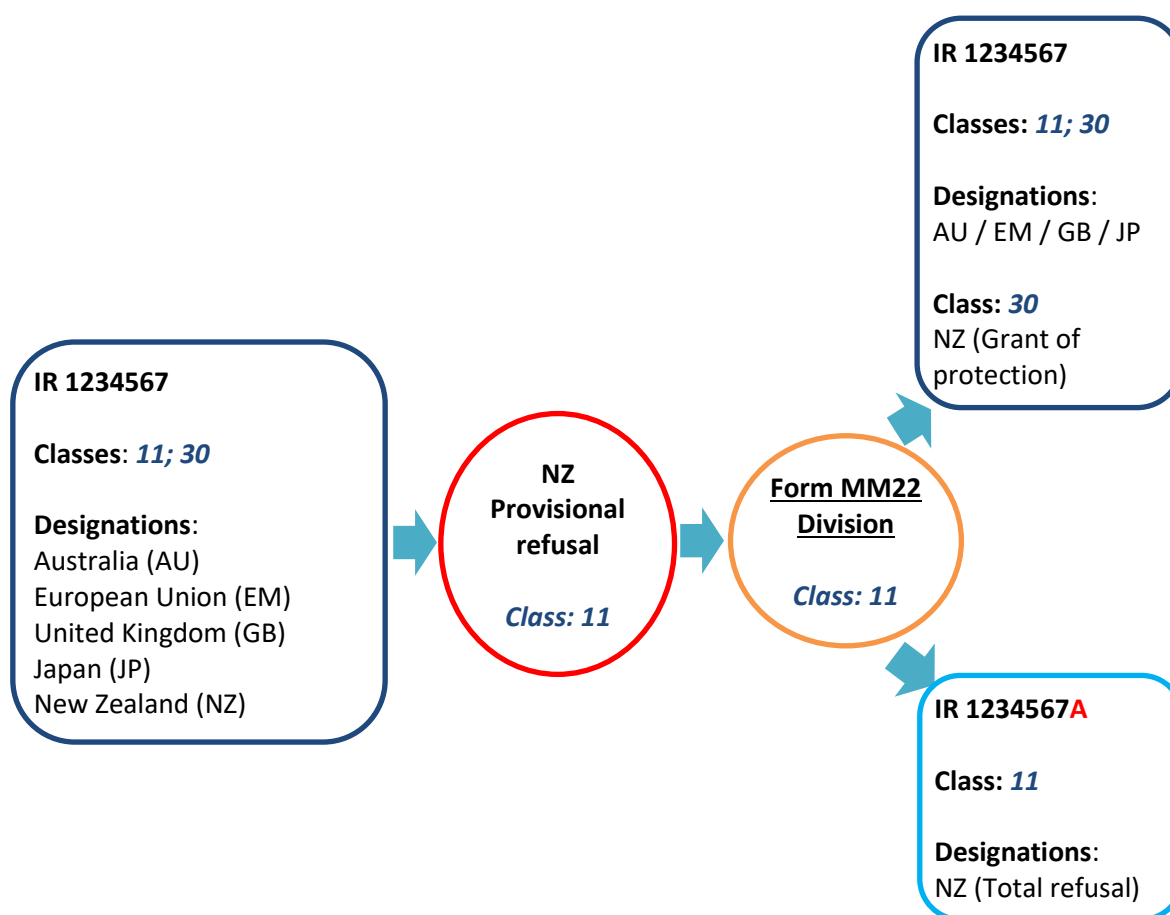 IR 1234567
Classes: 11; 30
Designations:
Australia (AU)
European Union (EM)
United Kingdom (GB)
Japan (JP)
New Zealand (NZ)
NZ
Provisional
refusal
Class: 11
Form MM22
Division
Class: 11
IR 1234567
Classes: 11; 30
Designations:
AU / EM / GB / JP
Class: 30
NZ (Grant of
protection)
IR 1234567A
Class: 11
Designations:
NZ (Total refusal)